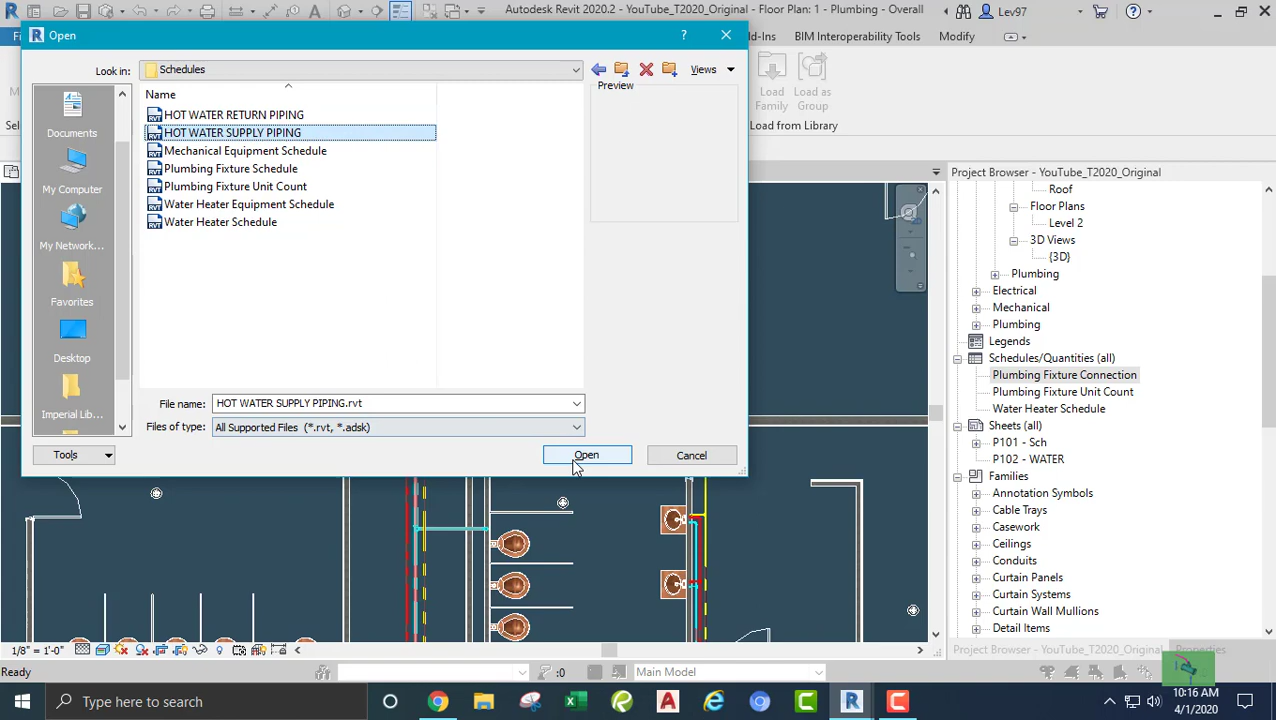 Autodesk Revit 2020.2 - YouTube_T2020_Original - Floor Plan: 1 - Plumbing - Overall
Lev97
Open
Add-Ins
BIM Interoperability Tools
Modify
Look in:
Schedules
Views
Load Family
Load as Group
Load from Library
Name
Preview
HOT WATER RETURN PIPING
HOT WATER SUPPLY PIPING
Mechanical Equipment Schedule
Plumbing Fixture Schedule
Plumbing Fixture Unit Count
Water Heater Equipment Schedule
Water Heater Schedule
Documents
My Computer
My Network...
Favorites
Desktop
Imperial Lib...
File name:
HOT WATER SUPPLY PIPING.rvt
Files of type:
All Supported Files (*.rvt, *.adsk)
Tools
Open
Cancel
Project Browser - YouTube_T2020_Original
Roof
Floor Plans
Level 2
3D Views
{3D}
Plumbing
Electrical
Mechanical
Plumbing
Legends
Schedules/Quantities (all)
Plumbing Fixture Connection
Plumbing Fixture Unit Count
Water Heater Schedule
Sheets (all)
P101 - Sch
P102 - WATER
Families
Annotation Symbols
Cable Trays
Casework
Ceilings
Conduits
Curtain Panels
Curtain Systems
Curtain Wall Mullions
Detail Items
Project Browser - YouTube_T2020_Original
Properties
1/8" = 1'-0"
Ready
:0
Main Model
Type here to search
10:16 AM
4/1/2020